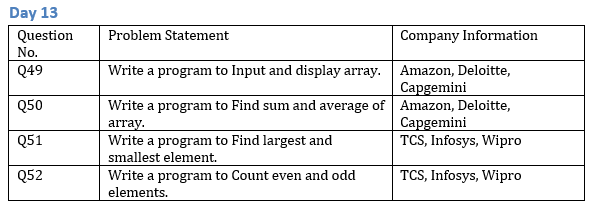 Day 13
Question No. Problem Statement Company Information
Q49 Write a program to Input and display array. Amazon, Deloitte, Capgemini
Q50 Write a program to Find sum and average of array. Amazon, Deloitte, Capgemini
Q51 Write a program to Find largest and smallest element. TCS, Infosys, Wipro
Q52 Write a program to Count even and odd elements. TCS, Infosys, Wipro